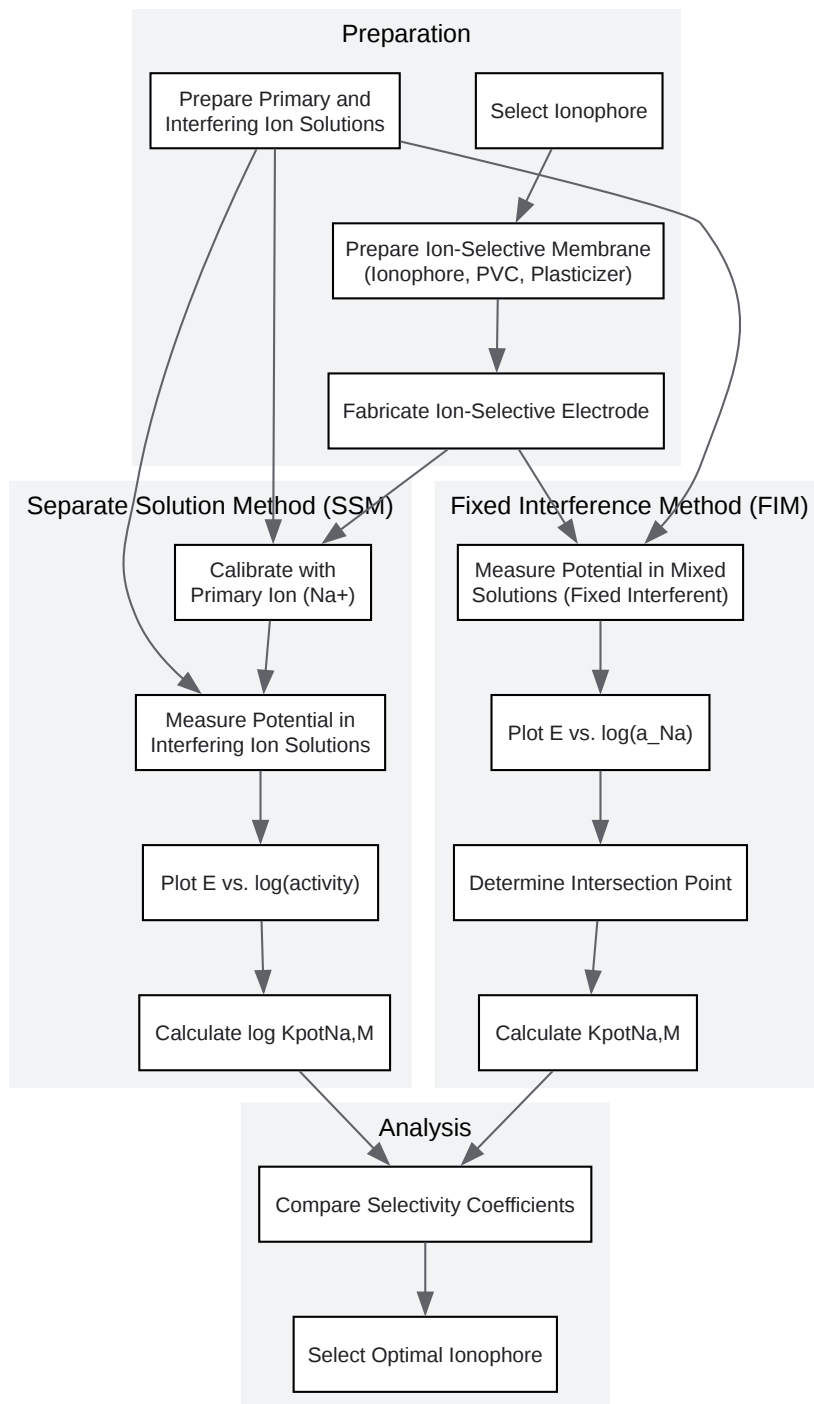 Preparation
Prepare Primary and
Interfering Ion Solutions
Select Ionophore
Prepare Ion-Selective Membrane
(Ionophore, PVC, Plasticizer)
Fabricate Ion-Selective Electrode
Separate Solution Method (SSM)
Calibrate with
Primary Ion (Na+)
Measure Potential in
Interfering Ion Solutions
Plot E vs. log(activity)
Calculate log KpotNa,M
Fixed Interference Method (FIM)
Measure Potential in Mixed
Solutions (Fixed Interferent)
Plot E vs. log(a_Na)
Determine Intersection Point
Calculate KpotNa,M
Analysis
Compare Selectivity Coefficients
Select Optimal Ionophore